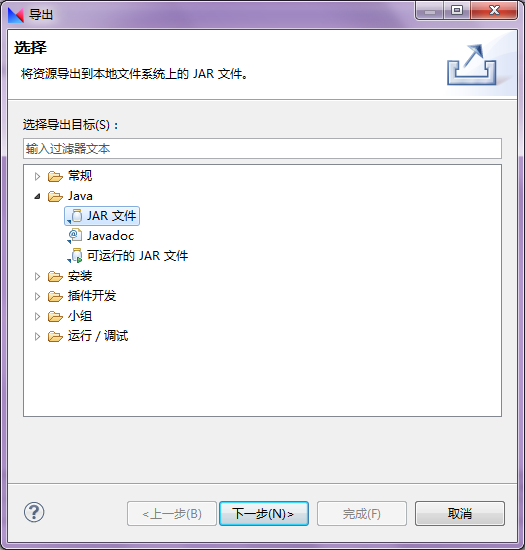 导出
选择
将资源导出到本地文件系统上的 JAR 文件。
选择导出目标(S)：
输入过滤器文本
常规
Java
JAR 文件
Javadoc
可运行的 JAR 文件
安装
插件开发
小组
运行 / 调试
<上一步(B) 下一步(N)> 完成(F) 取消